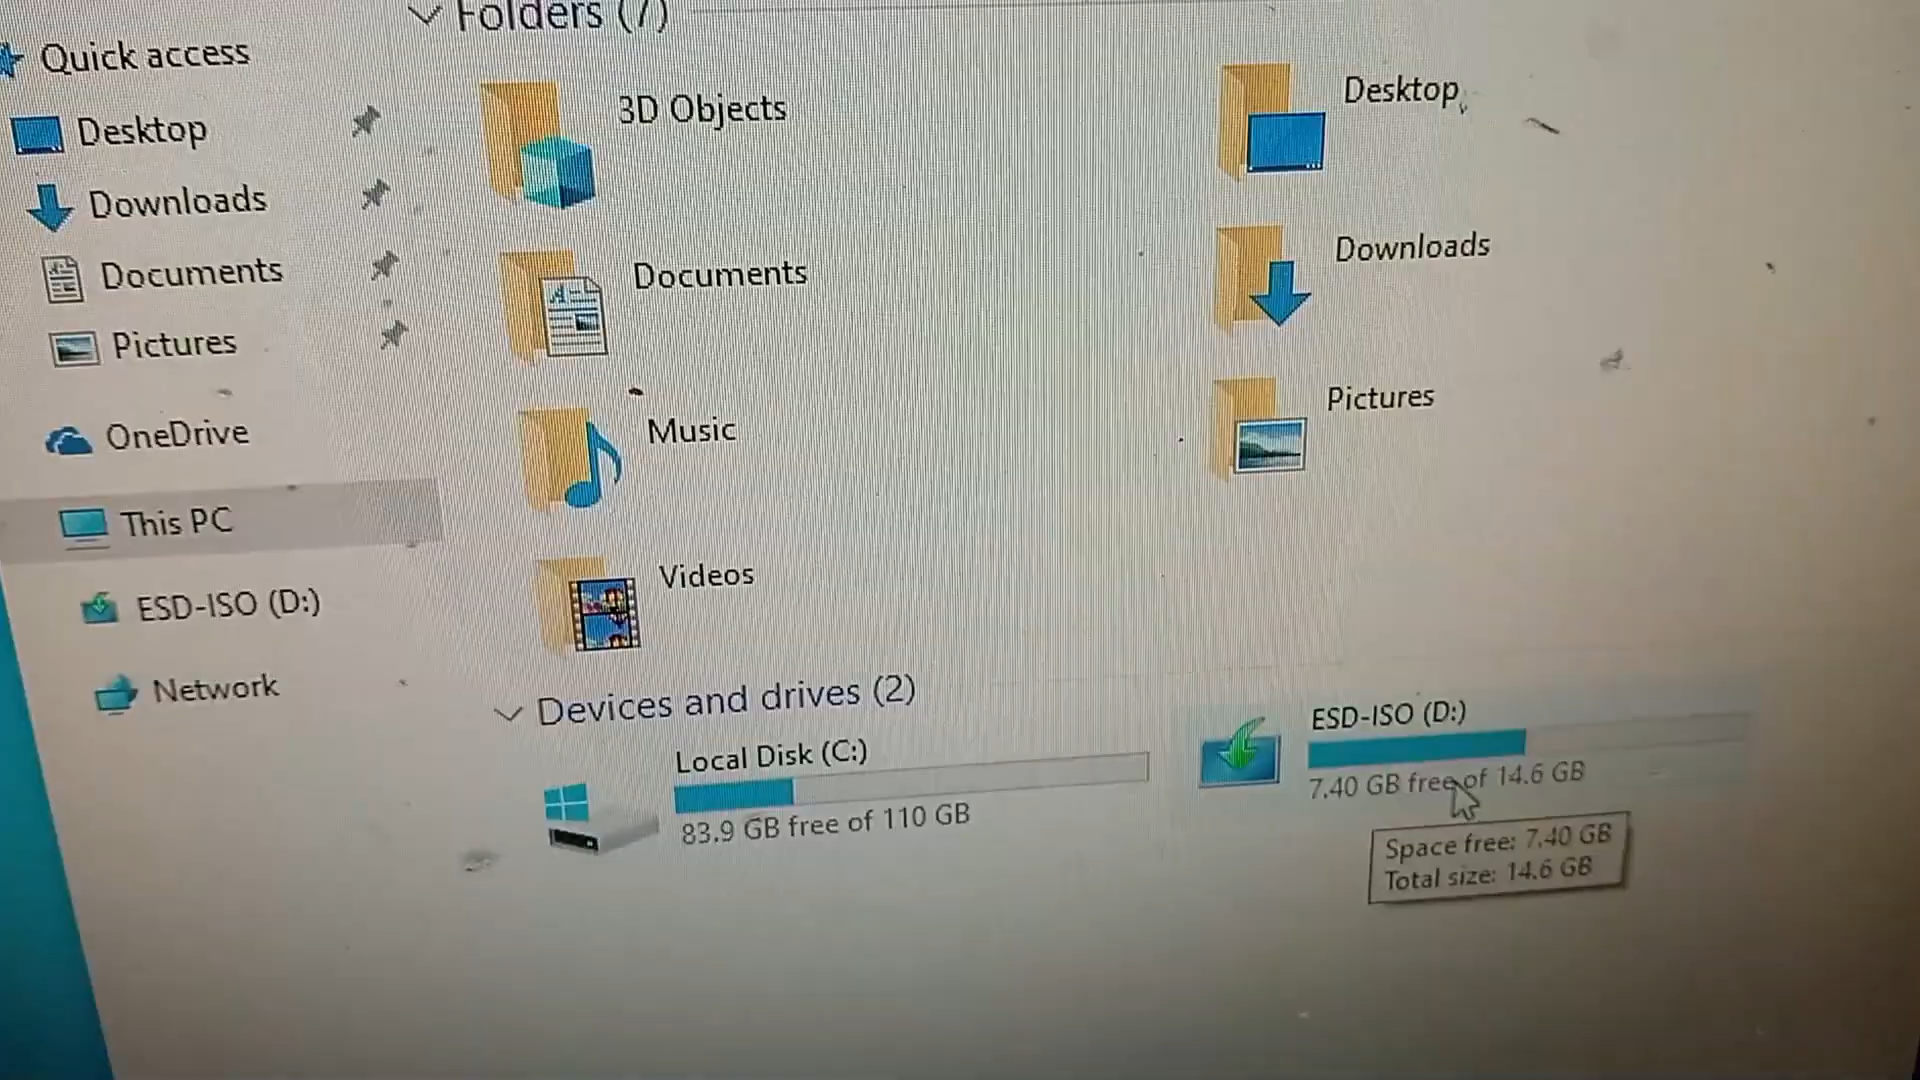 Folders (7)
Quick access
Desktop
Downloads
Documents
Pictures
OneDrive
This PC
ESD-ISO (D:)
Network
3D Objects
Desktop
Documents
Downloads
Music
Pictures
Videos
Devices and drives (2)
Local Disk (C:)
83.9 GB free of 110 GB
ESD-ISO (D:)
7.40 GB free of 14.6 GB
Space free: 7.40 GB
Total size: 14.6 GB